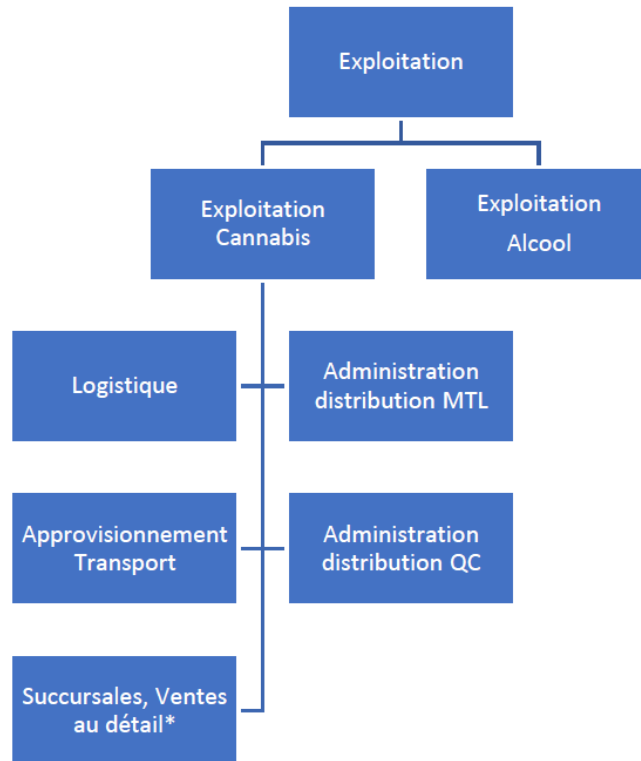 Exploitation
Exploitation
Cannabis
Exploitation
Alcool
Logistique
Administration
distribution MTL
Approvisionnement
Transport
Administration
distribution QC
Succursales, Ventes
au détail*